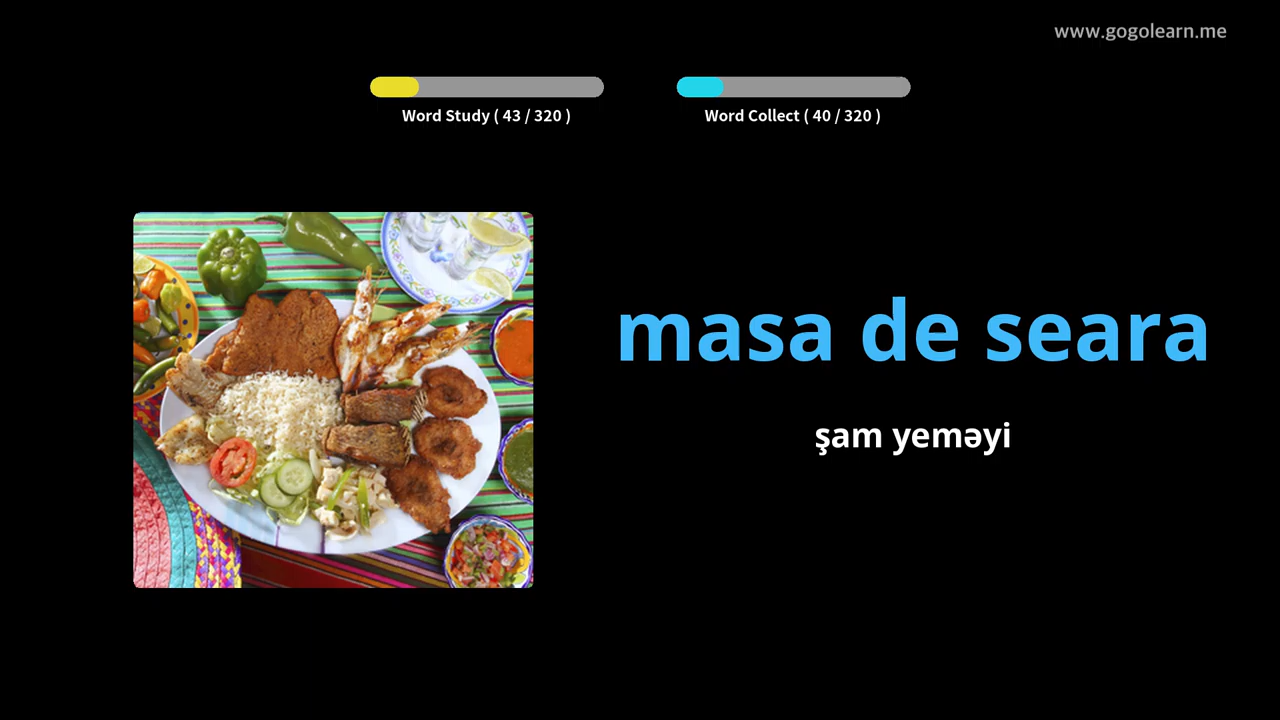 www.gogolearn.me
Word Study ( 43 / 320 )
Word Collect ( 40 / 320 )
masa de seara
şam yeməyi